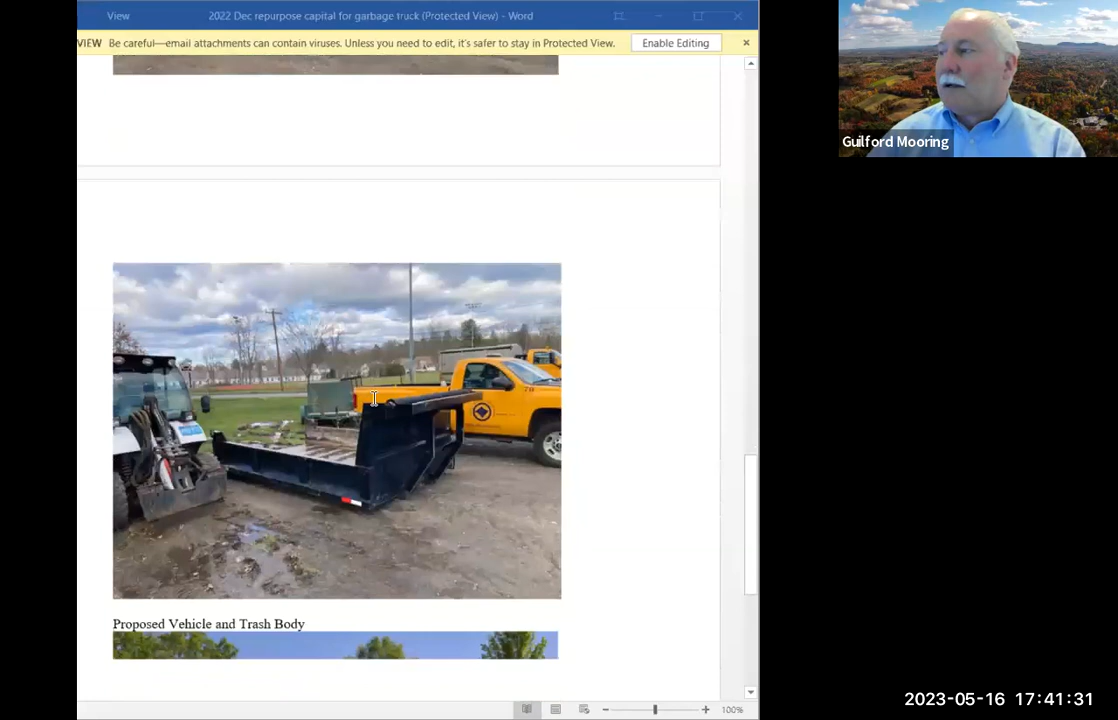 View
2022 Dec repurpose capital for garbage truck (Protected View) - Word
VIEW Be careful—email attachments can contain viruses. Unless you need to edit, it's safer to stay in Protected View. Enable Editing
Guilford Mooring
Proposed Vehicle and Trash Body
2023-05-16 17:41:31
100%